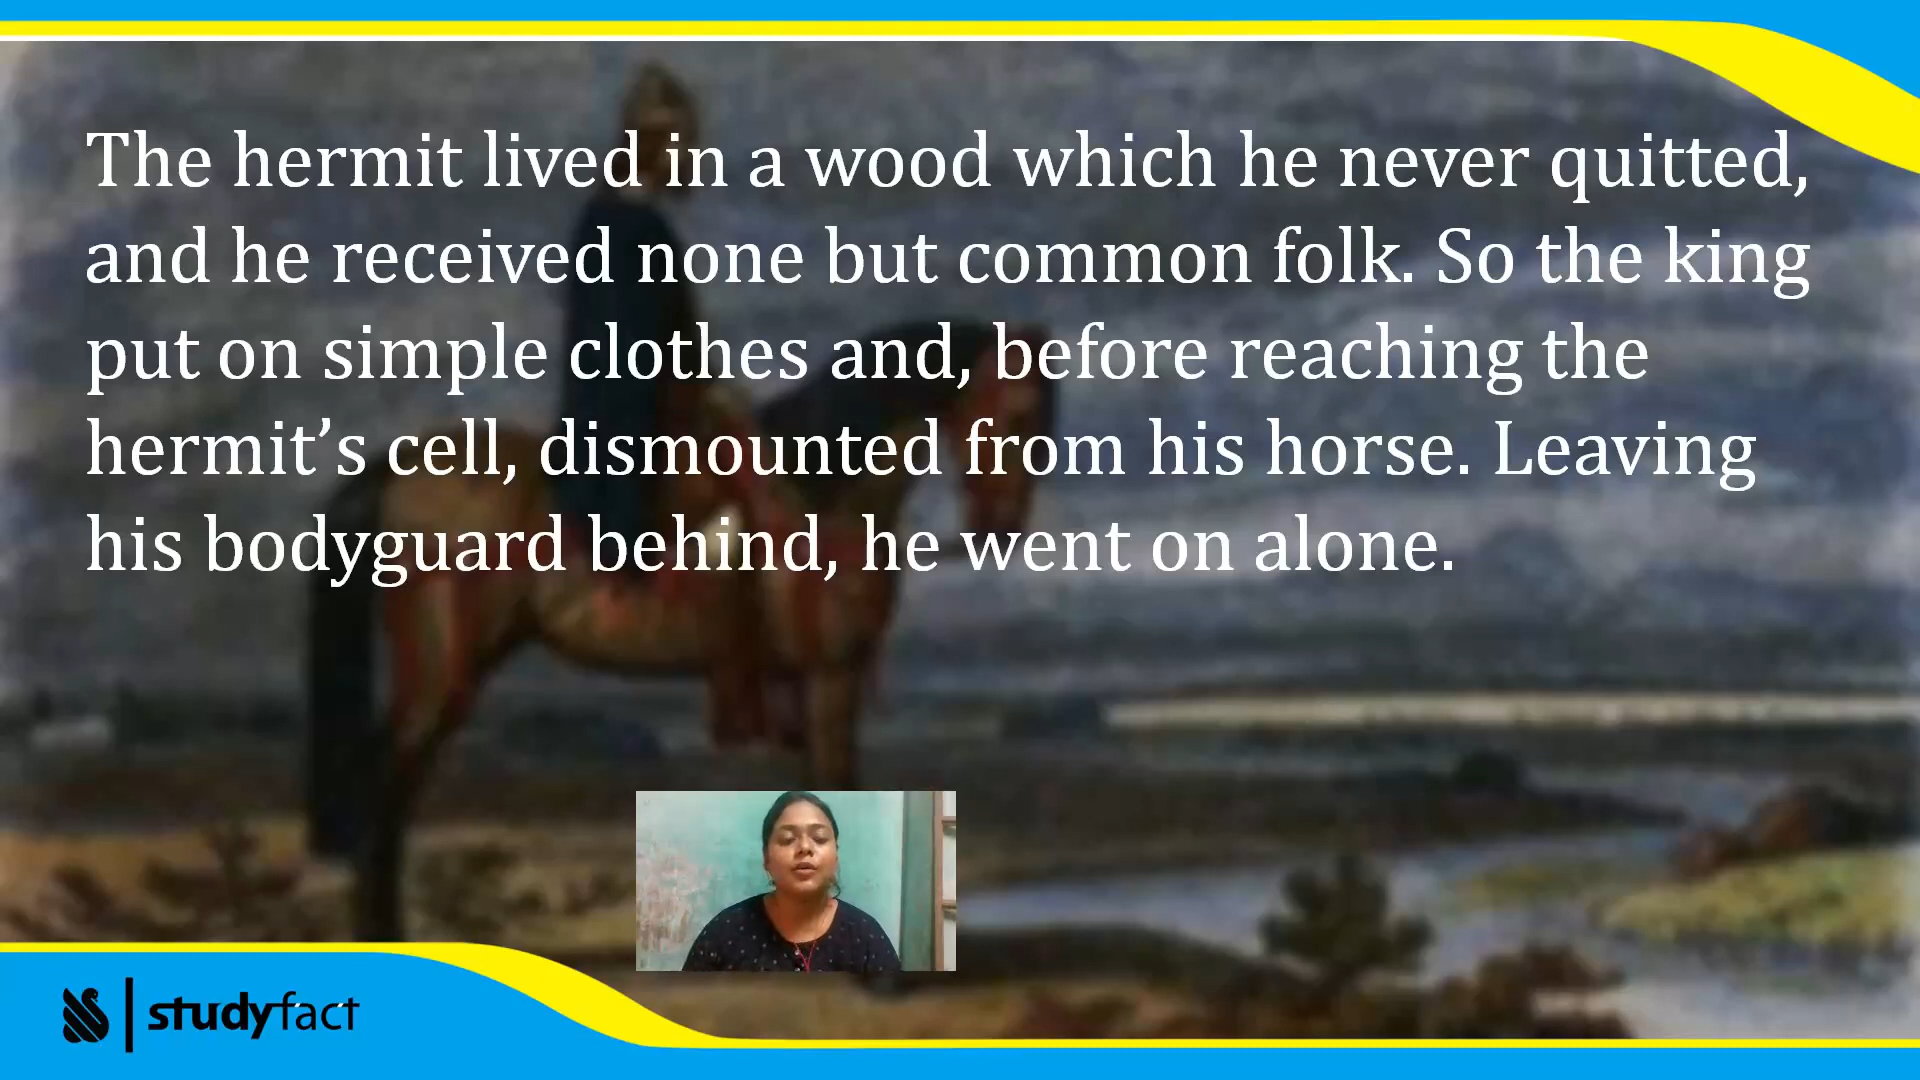 The hermit lived in a wood which he never quitted,
and he received none but common folk. So the king
put on simple clothes and, before reaching the
hermit’s cell, dismounted from his horse. Leaving
his bodyguard behind, he went on alone.
studyfact